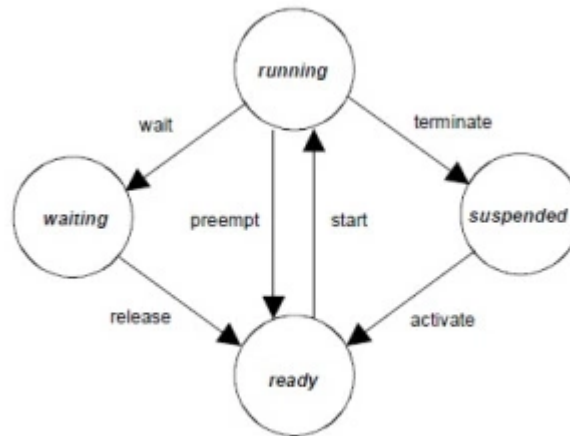 running
wait
terminate
waiting
preempt
start
suspended
release
activate
ready